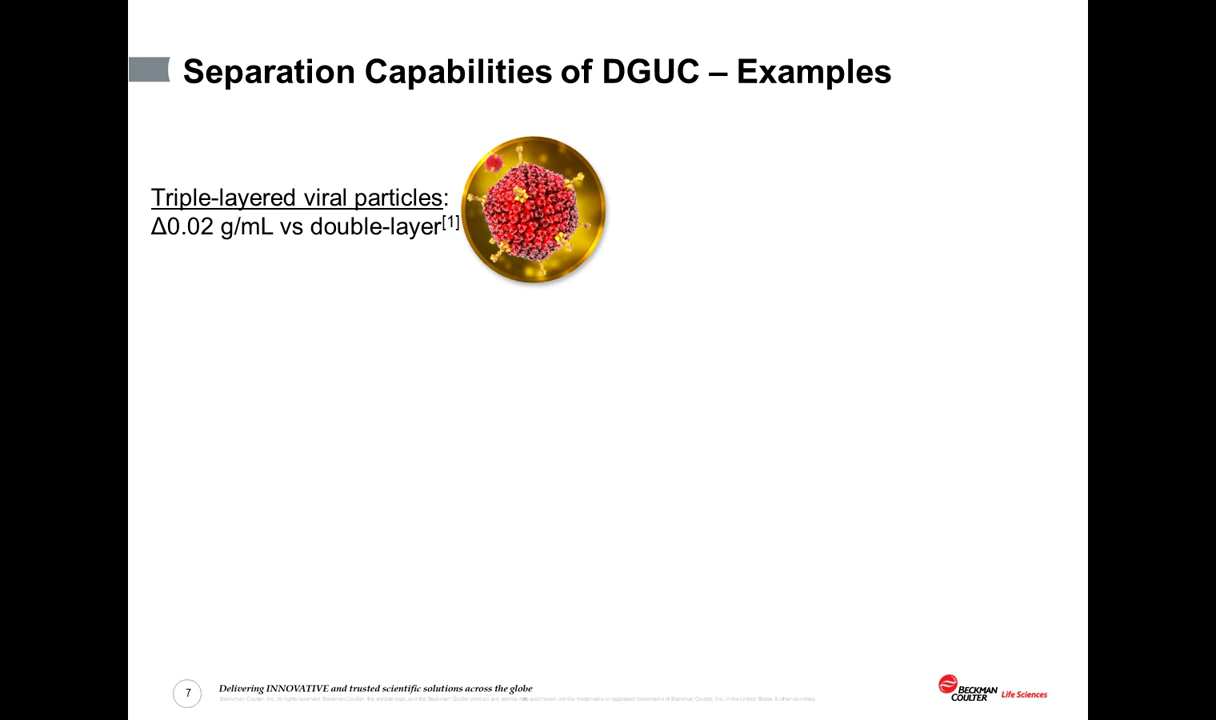 Separation Capabilities of DGUC – Examples
Triple-layered viral particles:
Δ0.02 g/mL vs double-layer[1]
7
Delivering INNOVATIVE and trusted scientific solutions across the globe
BECKMAN
COULTER
Life Sciences